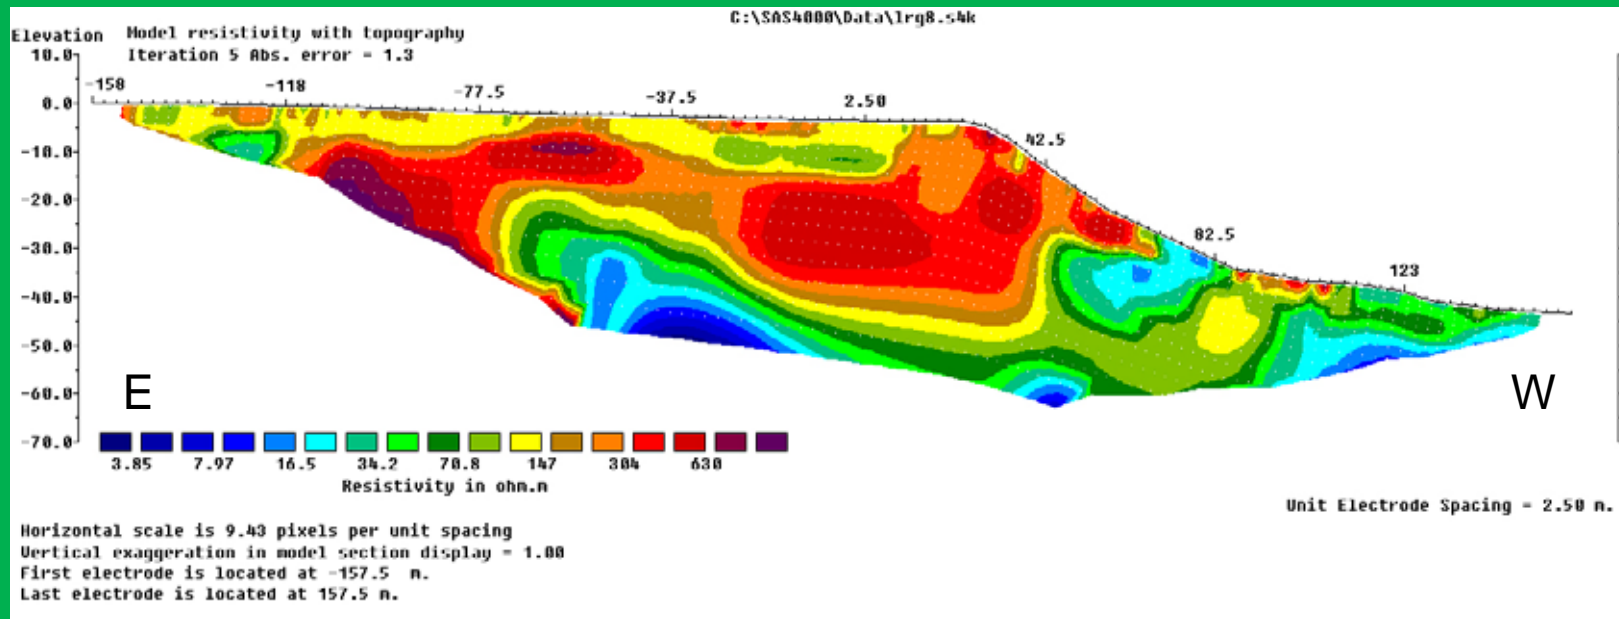 C:\SAS4000\Data\lrg8.s4k
Elevation Model resistivity with topography
Iteration 5 Abs. error = 1.3
10.0
-158
-118
-77.5
-37.5
2.50
0.0
42.5
-10.0
-20.0
82.5
-30.0
123
-40.0
-50.0
E
W
-60.0
-70.0
3.85 7.97 16.5 34.2 70.8 147 304 630
Resistivity in ohm.m
Unit Electrode Spacing = 2.50 m.
Horizontal scale is 9.43 pixels per unit spacing
Vertical exaggeration in model section display = 1.00
First electrode is located at -157.5 m.
Last electrode is located at 157.5 m.